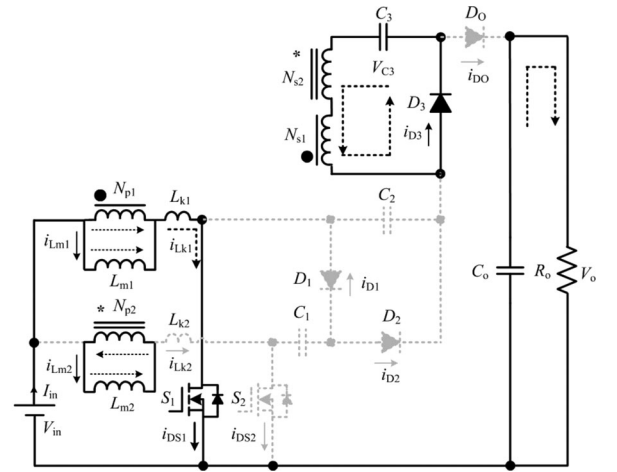 C3
DO
*
Ns2
VC3
iDO
D3
Ns1
iD3
Np1
Lk1
C2
iLm1
iLk1
Lm1
D1
iD1
Co
Ro
Vo
* Np2
Lk2
C1
D2
iLm2
iLk2
iD2
Iin
Lm2
S1
S2
Vin
iDS1
iDS2